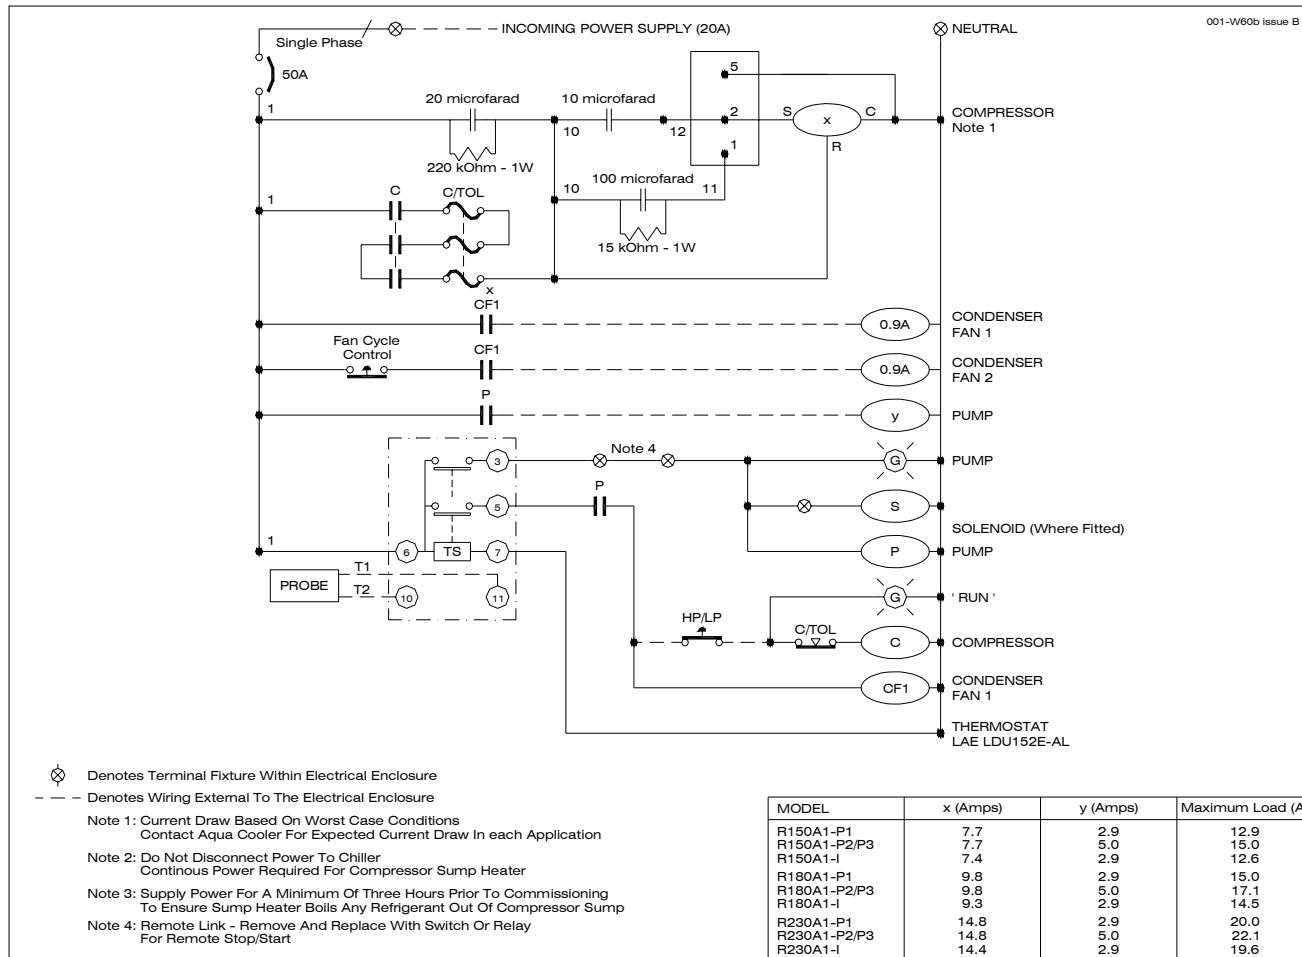 001-W60b issue B
INCOMING POWER SUPPLY (20A)
NEUTRAL
Single Phase
50A
5
1
20 microfarad
10 microfarad
2
S
x
C
COMPRESSOR
Note 1
10
12
R
1
220 kOhm - 1W
100 microfarad
10
11
1
C
C/TOL
15 kOhm - 1W
x
CF1
0.9A
CONDENSER
FAN 1
Fan Cycle
Control
CF1
0.9A
CONDENSER
FAN 2
P
y
PUMP
3
Note 4
G
PUMP
5
P
S
SOLENOID (Where Fitted)
1
6
TS
7
P
PUMP
PROBE
T1
T2
10
11
G
' RUN '
HP/LP
C/TOL
C
COMPRESSOR
CF1
CONDENSER
FAN 1
THERMOSTAT
LAE LDU152E-AL
Denotes Terminal Fixture Within Electrical Enclosure
Denotes Wiring External To The Electrical Enclosure
Note 1: Current Draw Based On Worst Case Conditions
Contact Aqua Cooler For Expected Current Draw In each Application
Note 2: Do Not Disconnect Power To Chiller
Continous Power Required For Compressor Sump Heater
Note 3: Supply Power For A Minimum Of Three Hours Prior To Commissioning
To Ensure Sump Heater Boils Any Refrigerant Out Of Compressor Sump
Note 4: Remote Link - Remove And Replace With Switch Or Relay
For Remote Stop/Start
MODEL x (Amps) y (Amps) Maximum Load (A
R150A1-P1 7.7 2.9 12.9
R150A1-P2/P3 7.7 5.0 15.0
R150A1-I 7.4 2.9 12.6
R180A1-P1 9.8 2.9 15.0
R180A1-P2/P3 9.8 5.0 17.1
R180A1-I 9.3 2.9 14.5
R230A1-P1 14.8 2.9 20.0
R230A1-P2/P3 14.8 5.0 22.1
R230A1-I 14.4 2.9 19.6